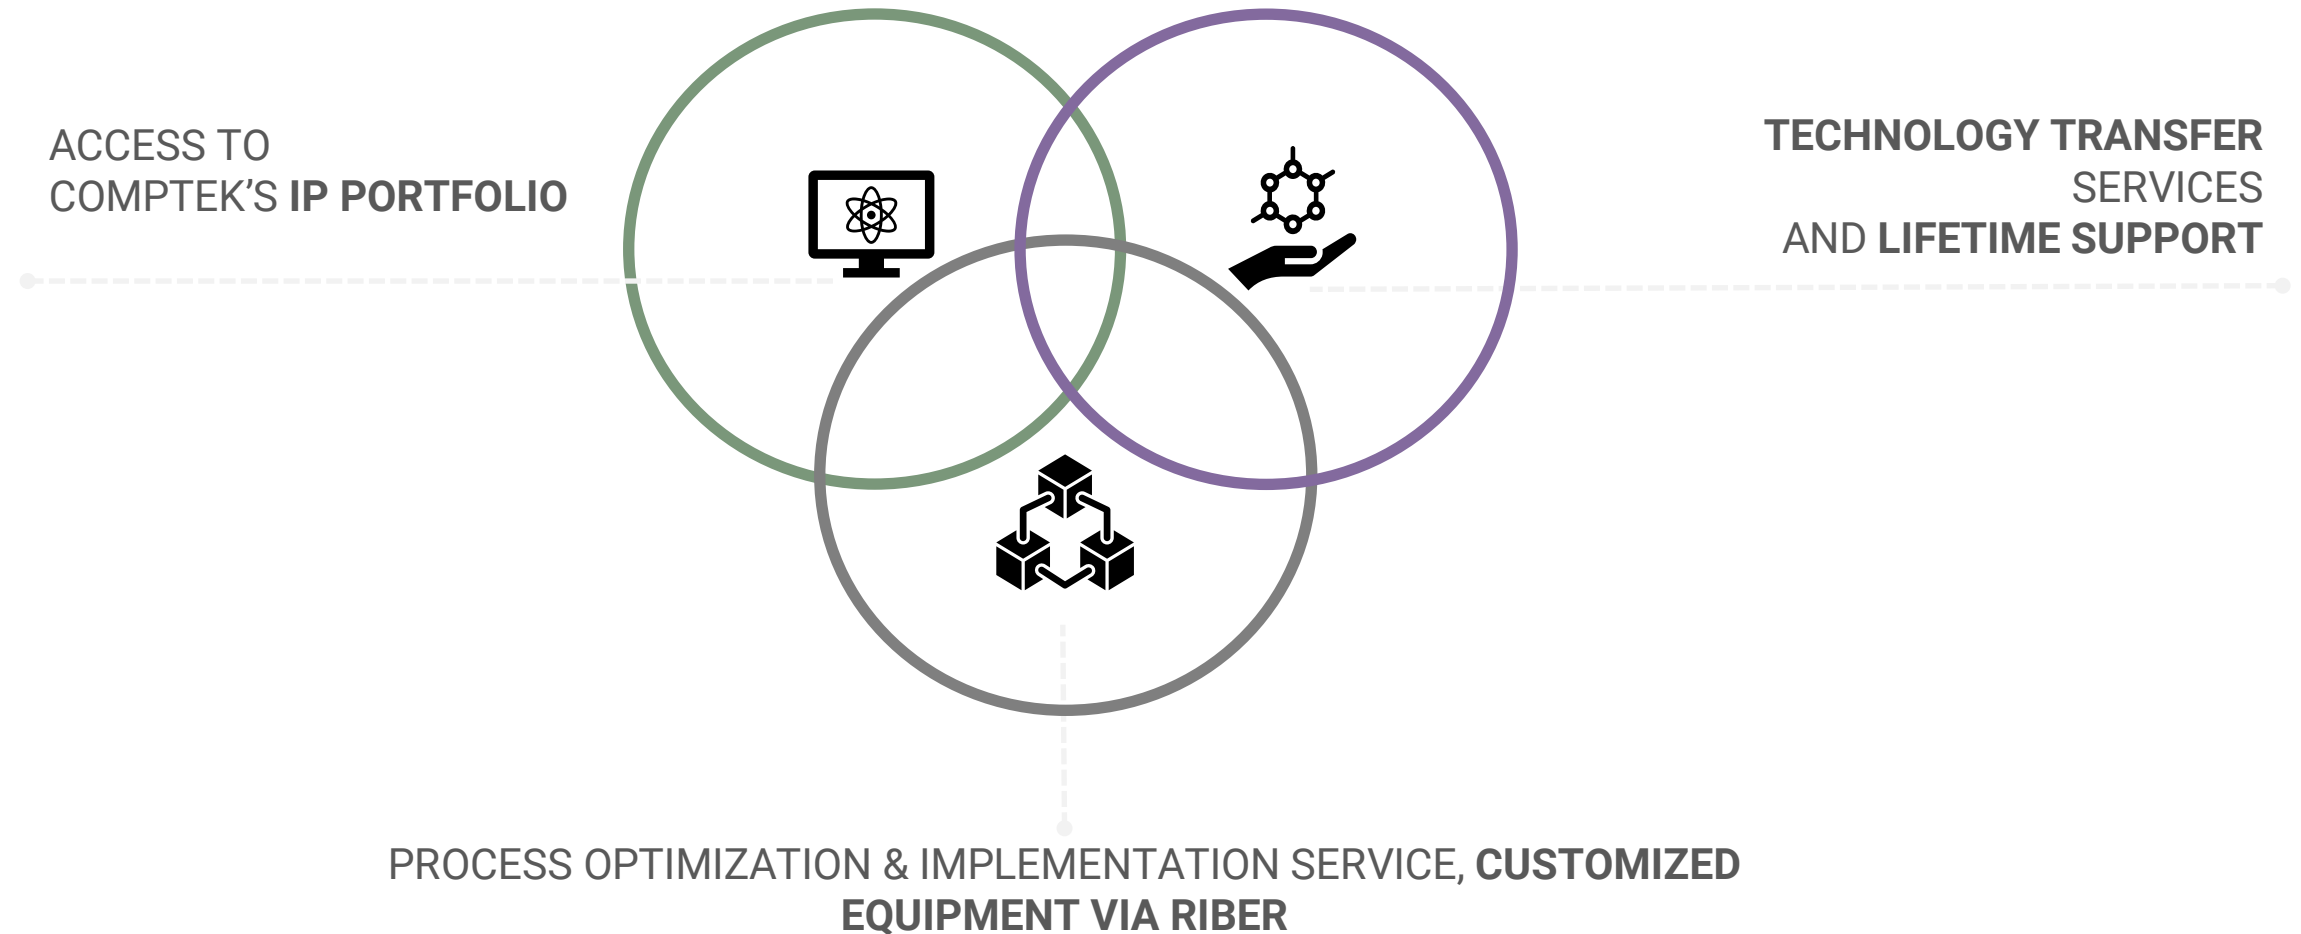 ACCESS TO
COMPTEK’S IP PORTFOLIO
TECHNOLOGY TRANSFER
SERVICES
AND LIFETIME SUPPORT
PROCESS OPTIMIZATION & IMPLEMENTATION SERVICE, CUSTOMIZED
EQUIPMENT VIA RIBER